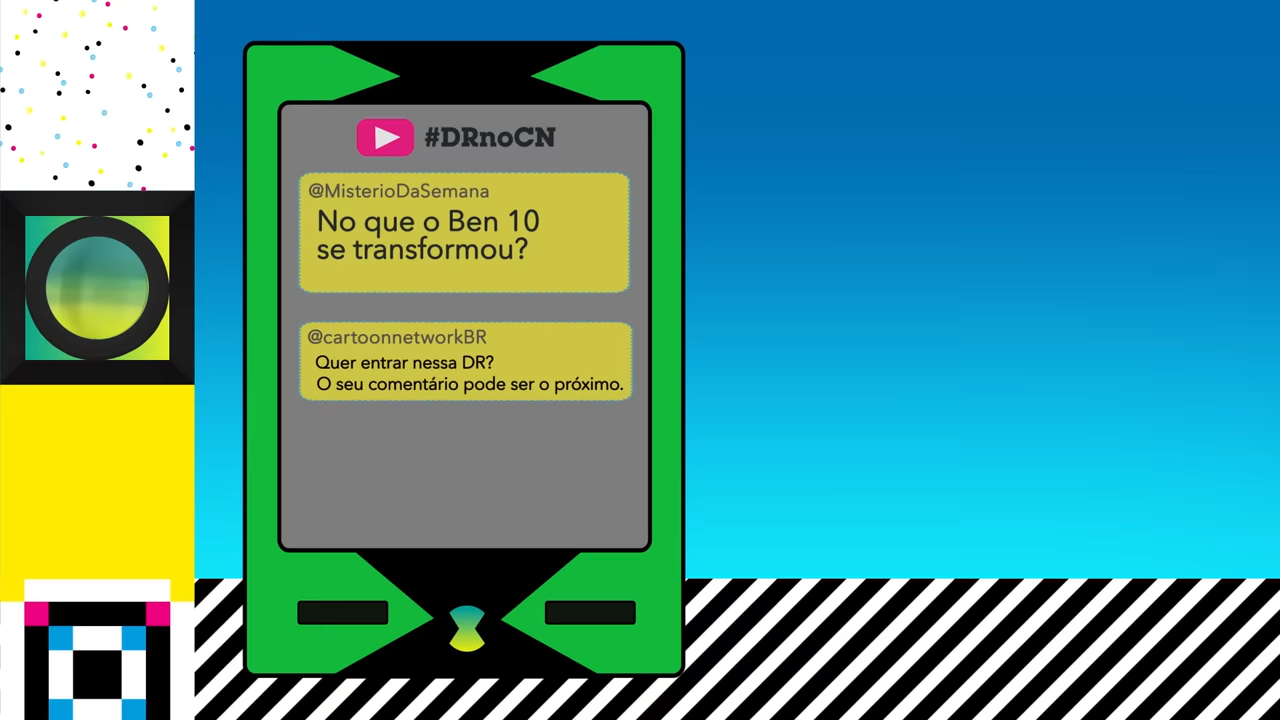 #DRnoCN
@MisterioDaSemana
No que o Ben 10
se transformou?
@cartoonnetworkBR
Quer entrar nessa DR?
O seu comentário pode ser o próximo.